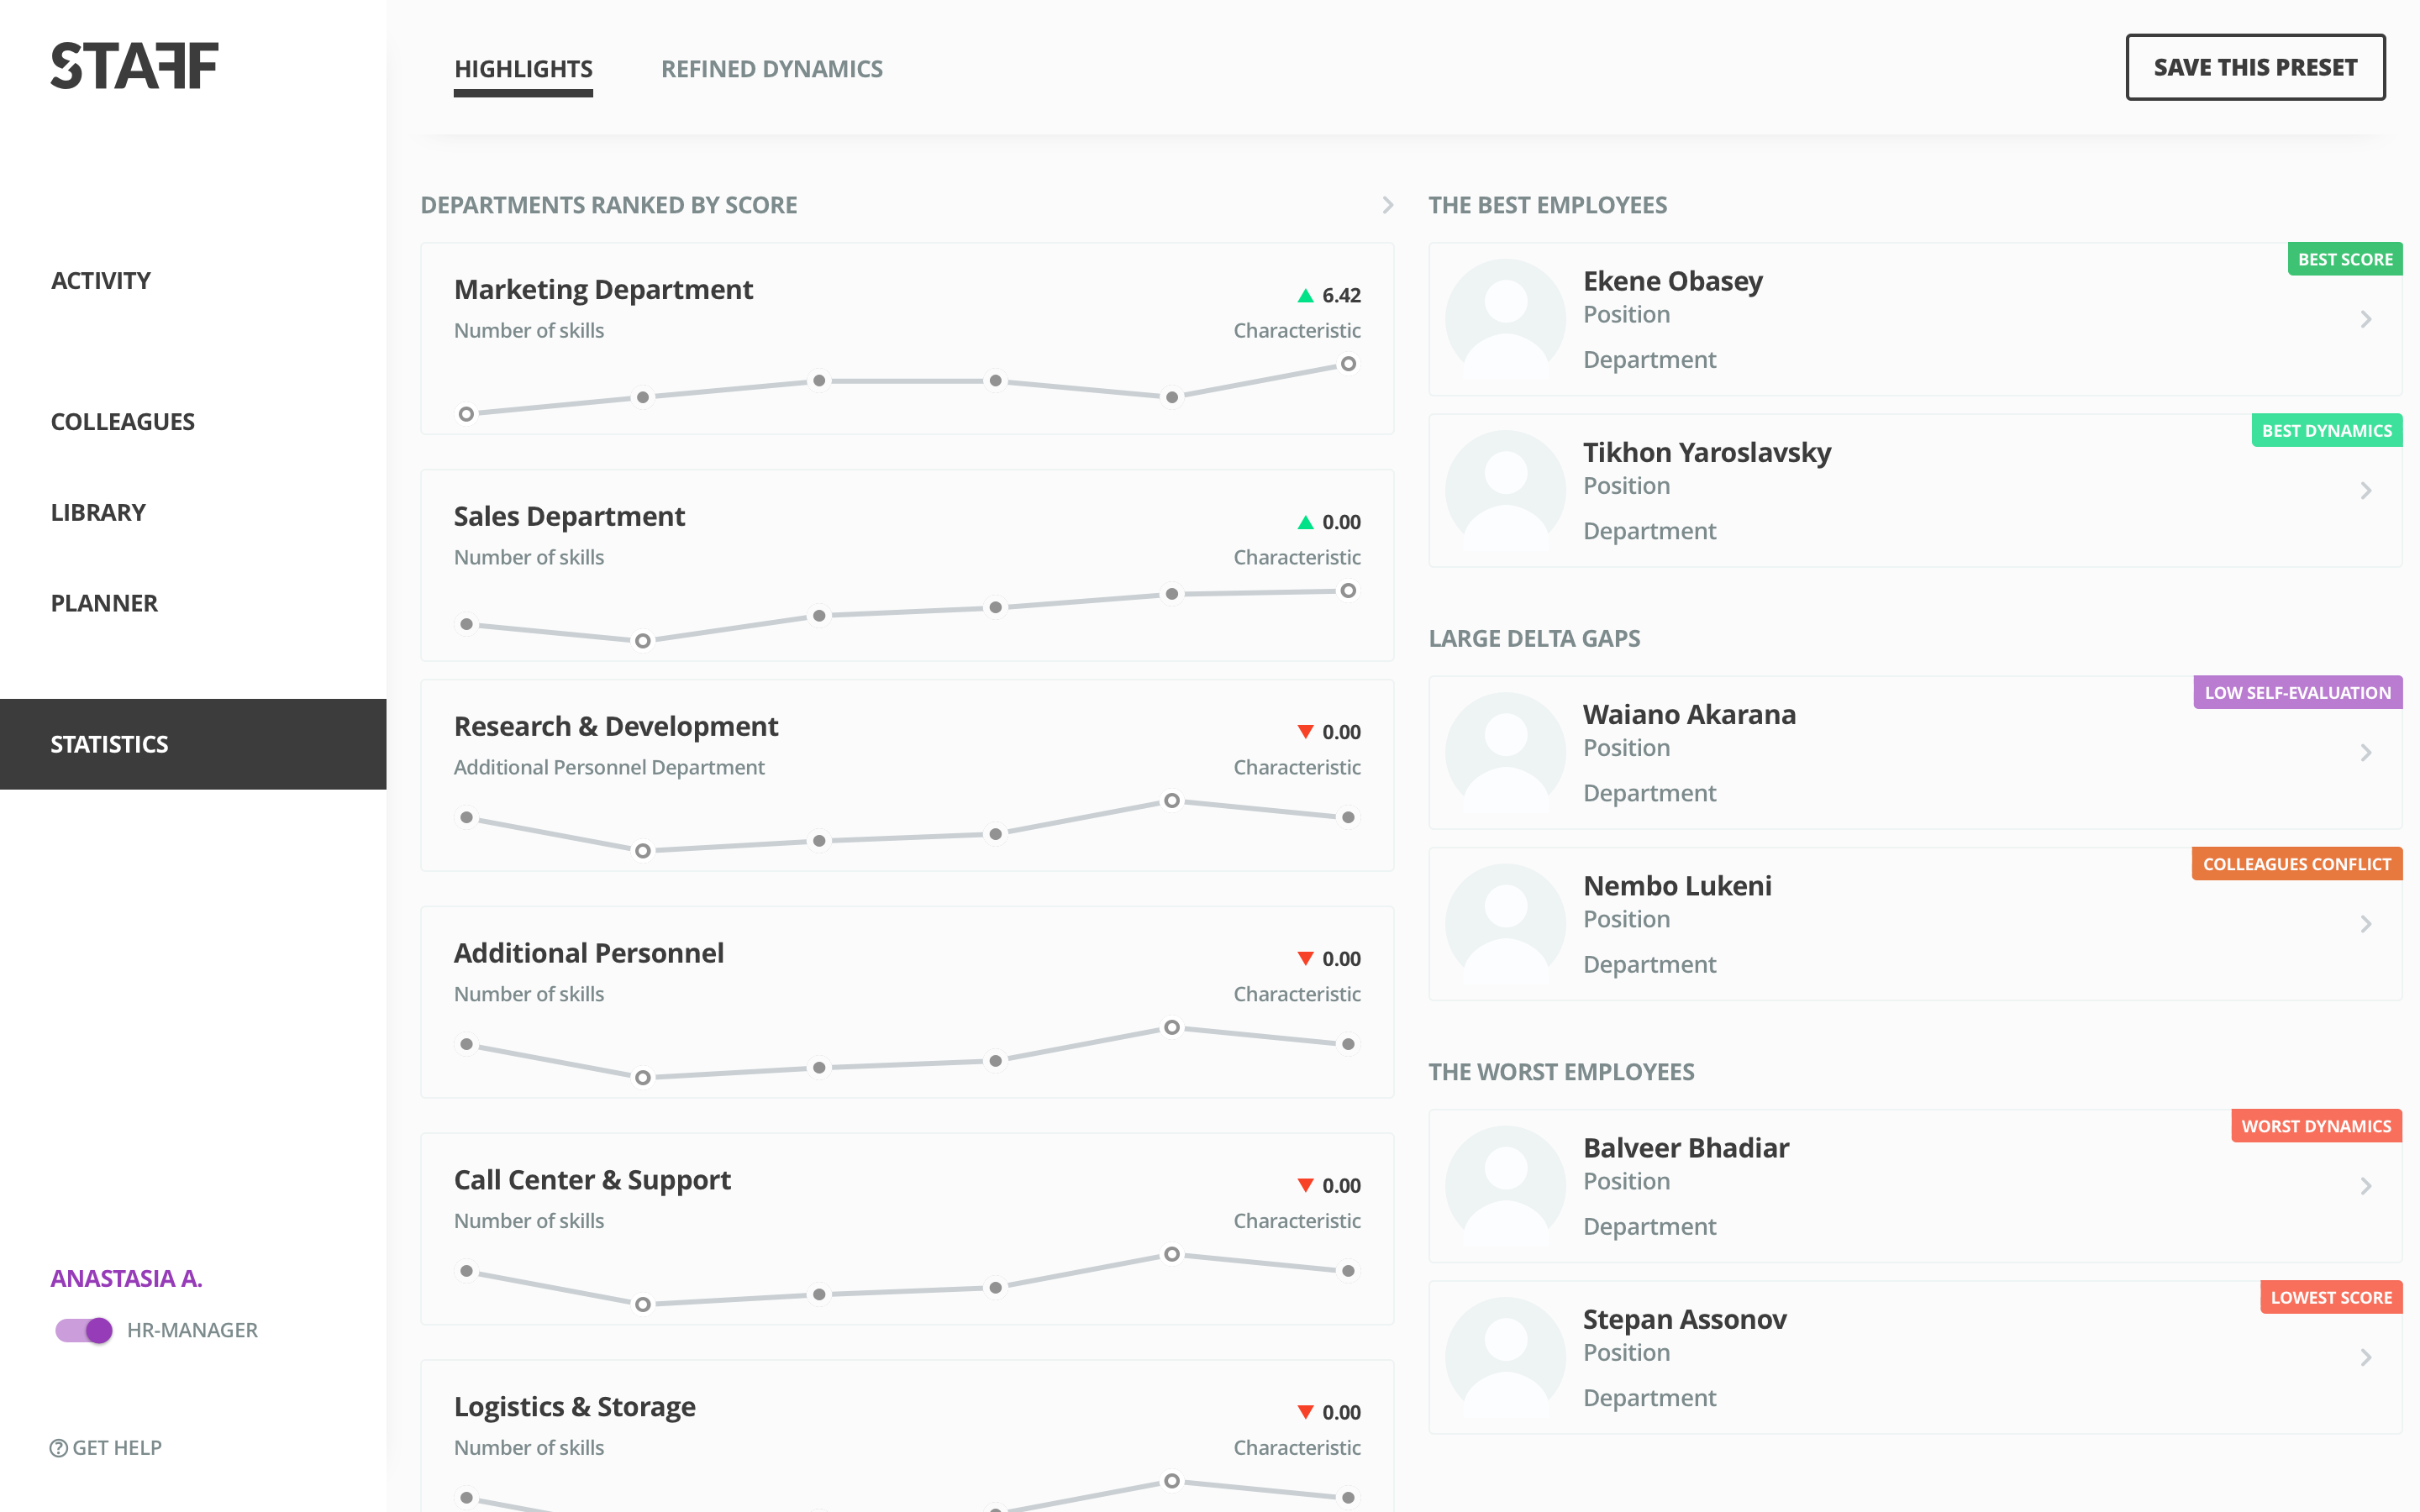 STAFF
ACTIVITY
COLLEAGUES
LIBRARY
PLANNER
STATISTICS
ANASTASIA A.
HR-MANAGER
? GET HELP
HIGHLIGHTS
REFINED DYNAMICS
SAVE THIS PRESET
DEPARTMENTS RANKED BY SCORE
Marketing Department
6.42
Number of skills
Characteristic
Sales Department
0.00
Number of skills
Characteristic
Research & Development
0.00
Additional Personnel Department
Characteristic
Additional Personnel
0.00
Number of skills
Characteristic
Call Center & Support
0.00
Number of skills
Characteristic
Logistics & Storage
0.00
Number of skills
Characteristic
THE BEST EMPLOYEES
BEST SCORE
Ekene Obasey
Position
Department
BEST DYNAMICS
Tikhon Yaroslavsky
Position
Department
LARGE DELTA GAPS
LOW SELF-EVALUATION
Waiano Akarana
Position
Department
COLLEAGUES CONFLICT
Nembo Lukeni
Position
Department
THE WORST EMPLOYEES
WORST DYNAMICS
Balveer Bhadiar
Position
Department
LOWEST SCORE
Stepan Assonov
Position
Department